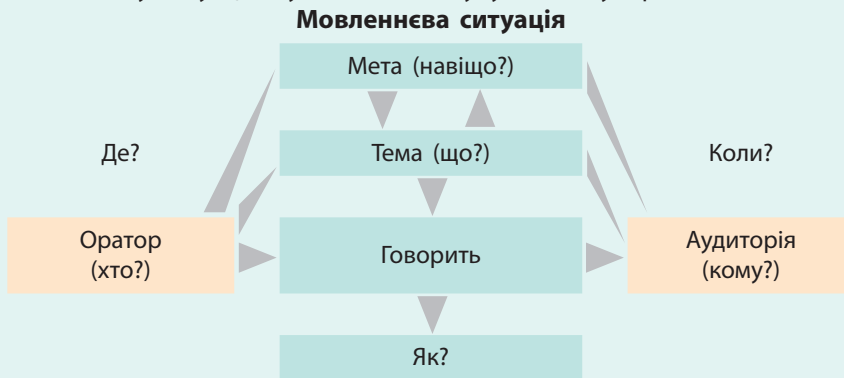 Мовленнєва ситуація
Мета (навіщо?)
Де?
Тема (що?)
Коли?
Оратор
(хто?)
Говорить
Аудиторія
(кому?)
Як?